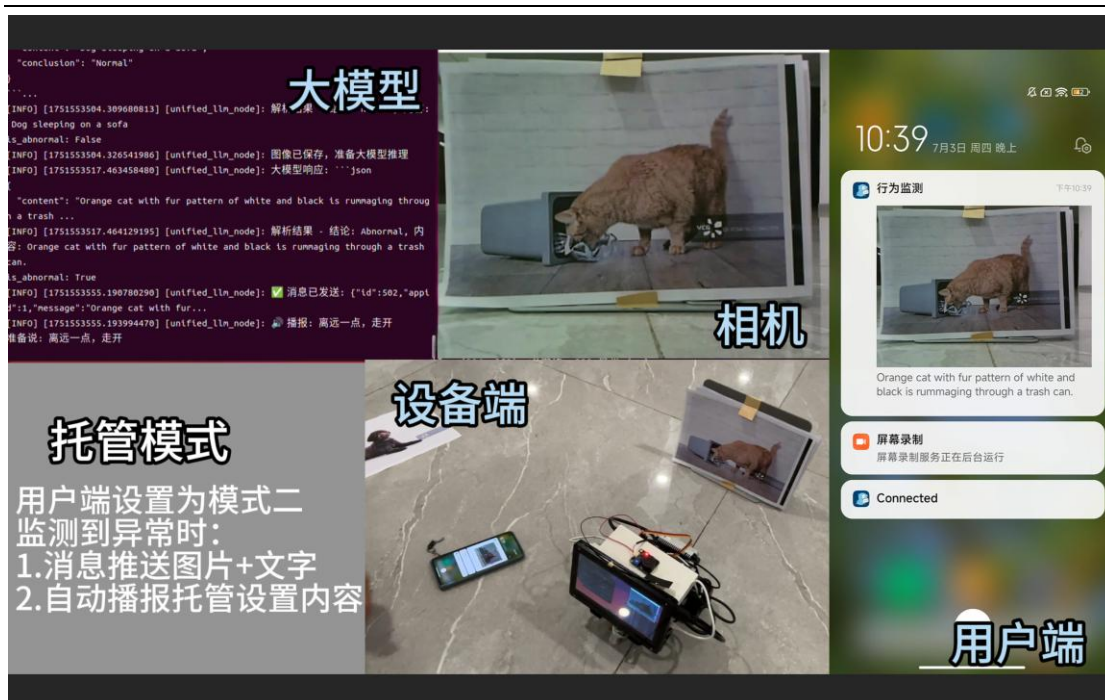 "conclusion": "Normal"
}
```...
[INFO] [1751553504.309680813] [unified_llm_node]: 解析结果
Dog sleeping on a sofa
is_abnormal: False
[INFO] [1751553504.326541986] [unified_llm_node]: 图像已保存，准备大模型推理
[INFO] [1751553517.463458480] [unified_llm_node]: 大模型响应: ```json
{
"content": "Orange cat with fur pattern of white and black is rummaging throug
h a trash ...
[INFO] [1751553517.464129195] [unified_llm_node]: 解析结果 - 结论: Abnormal, 内
容: Orange cat with fur pattern of white and black is rummaging through a trash
can.
is_abnormal: True
[INFO] [1751553555.190780290] [unified_llm_node]: ✅ 消息已发送: {"id":502,"appi
d":1,"message":"Orange cat with fur...
[INFO] [1751553555.193994470] [unified_llm_node]: 🔊 播报: 离远一点，走开
准备说: 离远一点，走开
大模型
相机
托管模式
用户端设置为模式二
监测到异常时：
1.消息推送图片+文字
2.自动播报托管设置内容
设备端
10:39 7月3日 周四 晚上
行为监测 下午10:39
Orange cat with fur pattern of white and
black is rummaging through a trash can.
屏幕录制
屏幕录制服务正在后台运行
Connected
用户端